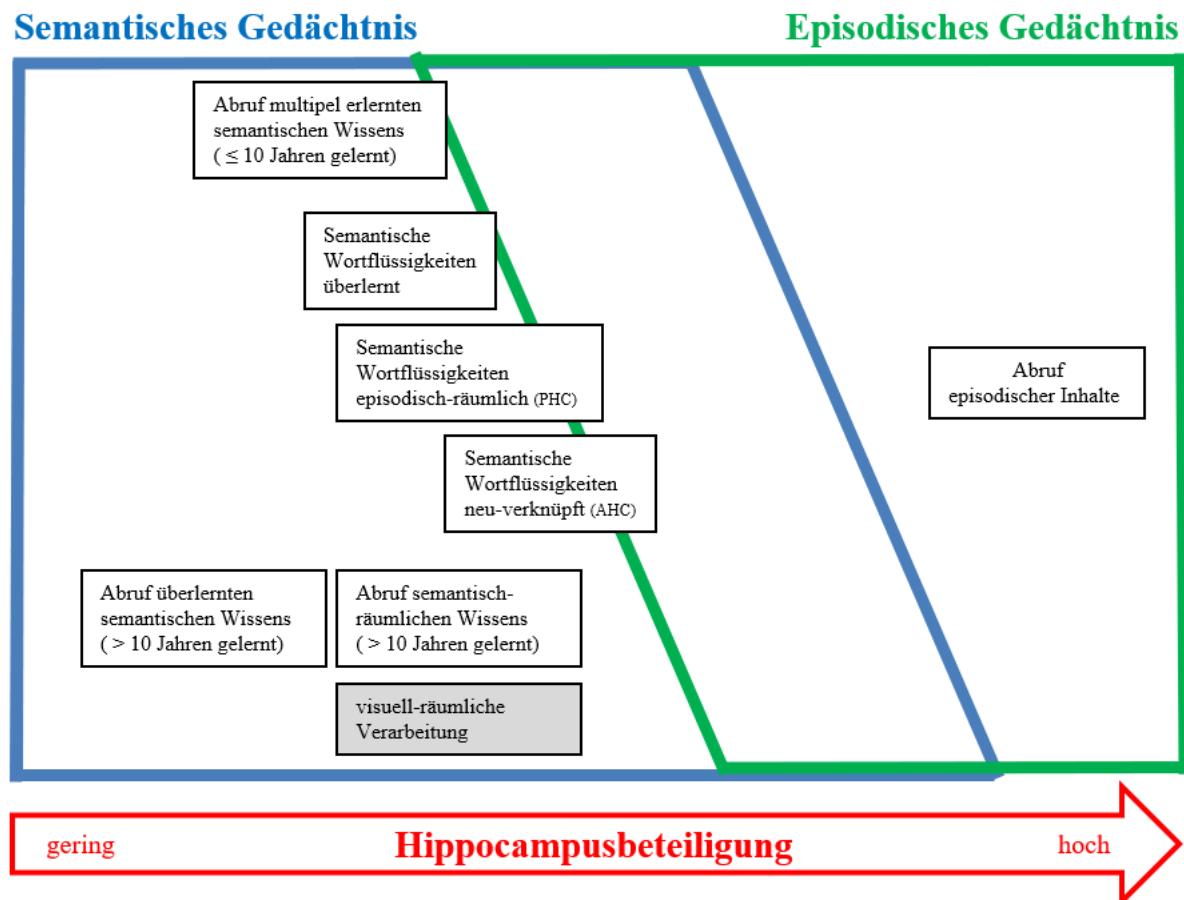 Semantisches Gedächtnis
Episodisches Gedächtnis
Abruf multipel erlernten
semantischen Wissens
( ≤ 10 Jahren gelernt)
Semantische
Wortflüssigkeiten
überlernt
Semantische
Wortflüssigkeiten
episodisch-räumlich (PHC)
Abruf
episodischer Inhalte
Semantische
Wortflüssigkeiten
neu-verknüpft (AHC)
Abruf überlernten
semantischen Wissens
( > 10 Jahren gelernt)
Abruf semantisch-
räumlichen Wissens
( > 10 Jahren gelernt)
visuell-räumliche
Verarbeitung
gering
Hippocampusbeteiligung
hoch